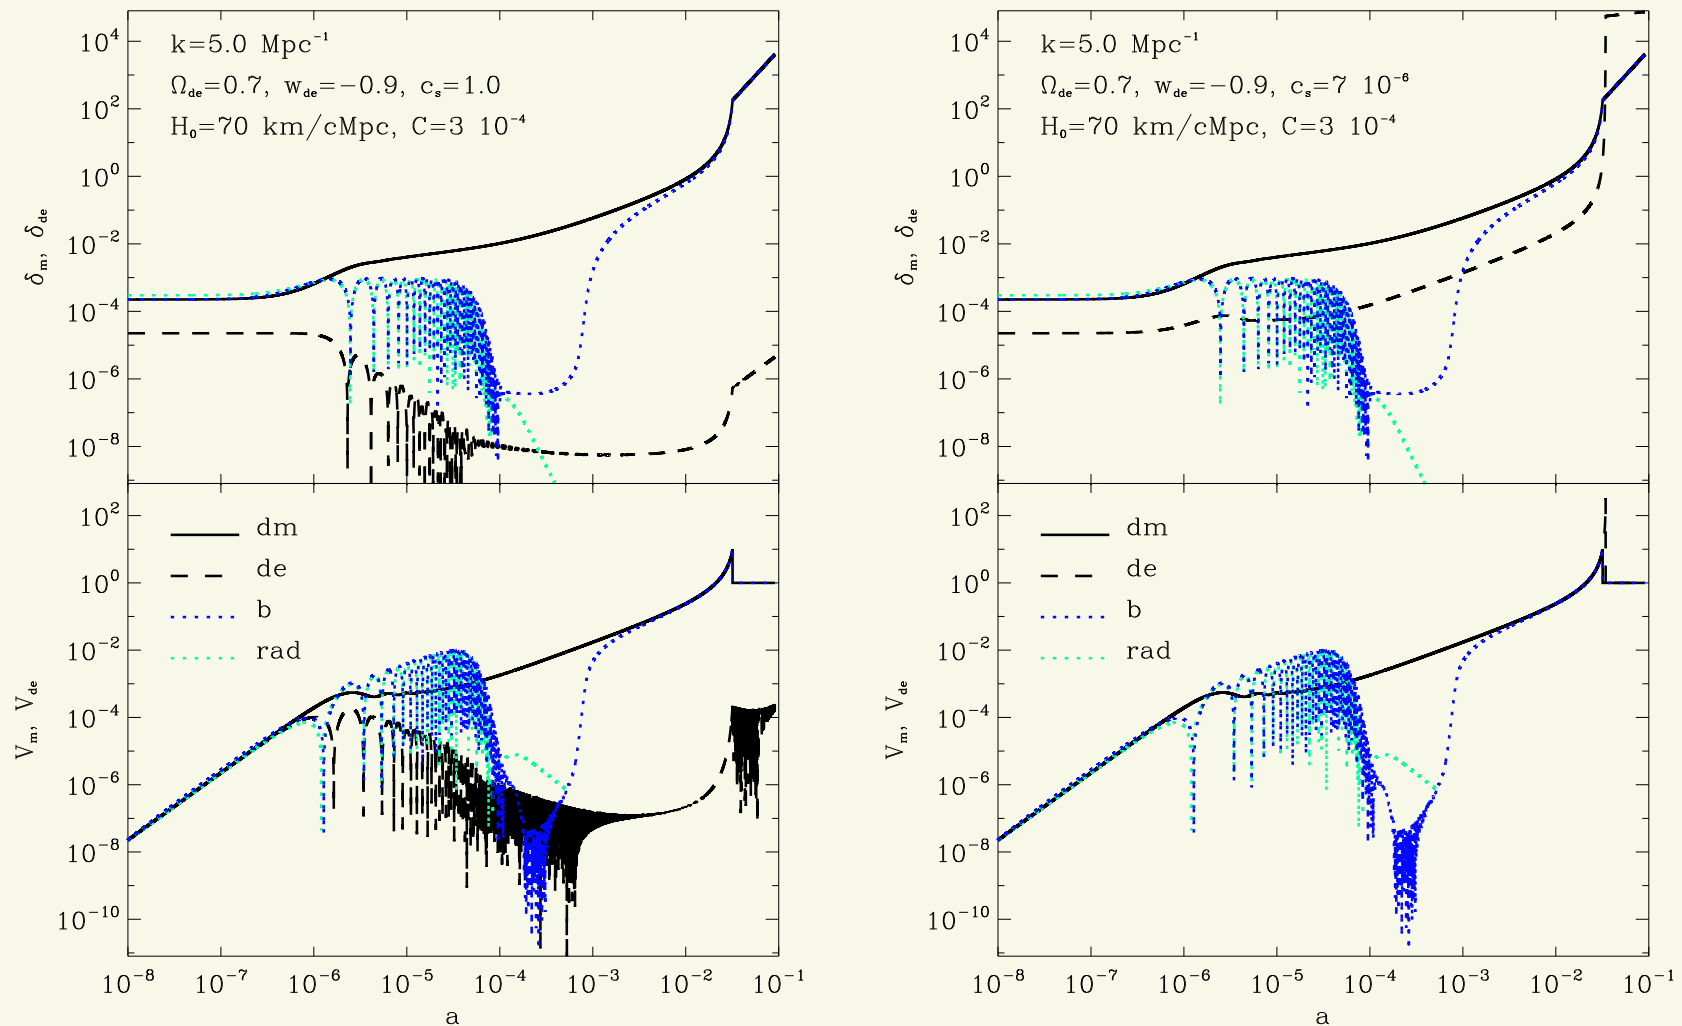 k=5.0 Mpc⁻¹
Ω_de=0.7, w_de=−0.9, c_s=1.0
H₀=70 km/cMpc, C=3 10⁻⁴
10⁴
10²
10⁰
10⁻²
10⁻⁴
10⁻⁶
10⁻⁸
δ_m, δ_de
dm
de
b
rad
10²
10⁰
10⁻²
10⁻⁴
10⁻⁶
10⁻⁸
10⁻¹⁰
V_m, V_de
10⁻⁸ 10⁻⁷ 10⁻⁶ 10⁻⁵ 10⁻⁴ 10⁻³ 10⁻² 10⁻¹
a
k=5.0 Mpc⁻¹
Ω_de=0.7, w_de=−0.9, c_s=7 10⁻⁶
H₀=70 km/cMpc, C=3 10⁻⁴
10⁴
10²
10⁰
10⁻²
10⁻⁴
10⁻⁶
10⁻⁸
δ_m, δ_de
dm
de
b
rad
10²
10⁰
10⁻²
10⁻⁴
10⁻⁶
10⁻⁸
10⁻¹⁰
V_m, V_de
10⁻⁸ 10⁻⁷ 10⁻⁶ 10⁻⁵ 10⁻⁴ 10⁻³ 10⁻² 10⁻¹
a